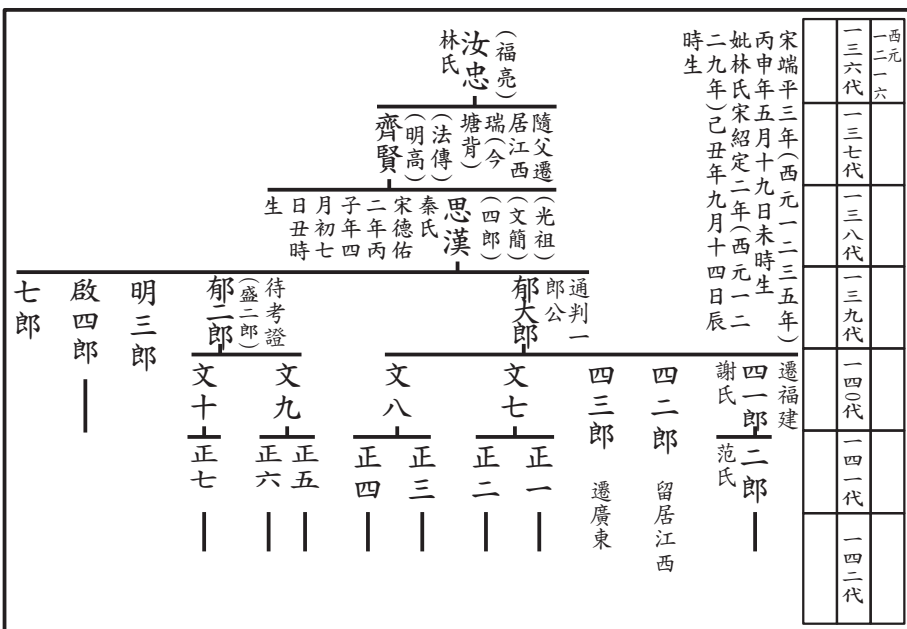 西元
一二一六
一三六代
一三七代
一三八代
一三九代
一四〇代
一四一代
一四二代
宋端平三年(西元一二三五年)
丙申年五月十九日未時生
妣林氏宋紹定二年(西元一二
二九年)己丑年九月十四日辰
時生
(福亮)
汝忠
林氏
隨父遷
居江西
瑞(今
塘背)
(法傳)
(明高)
齊賢
(光祖)
(文簡)
(四郎)
思漢
秦氏
宋德佑
二年丙
子年四
月初七
日丑時
生
通判一
郎公
郁大郎
待考證
(盛二郎)
郁二郎
明三郎
啟四郎
七郎
遷福建
四一郎
謝氏
四二郎
留居江西
四三郎
遷廣東
文七
文八
文九
文十
二郎
范氏
正一
正二
正三
正四
正五
正六
正七